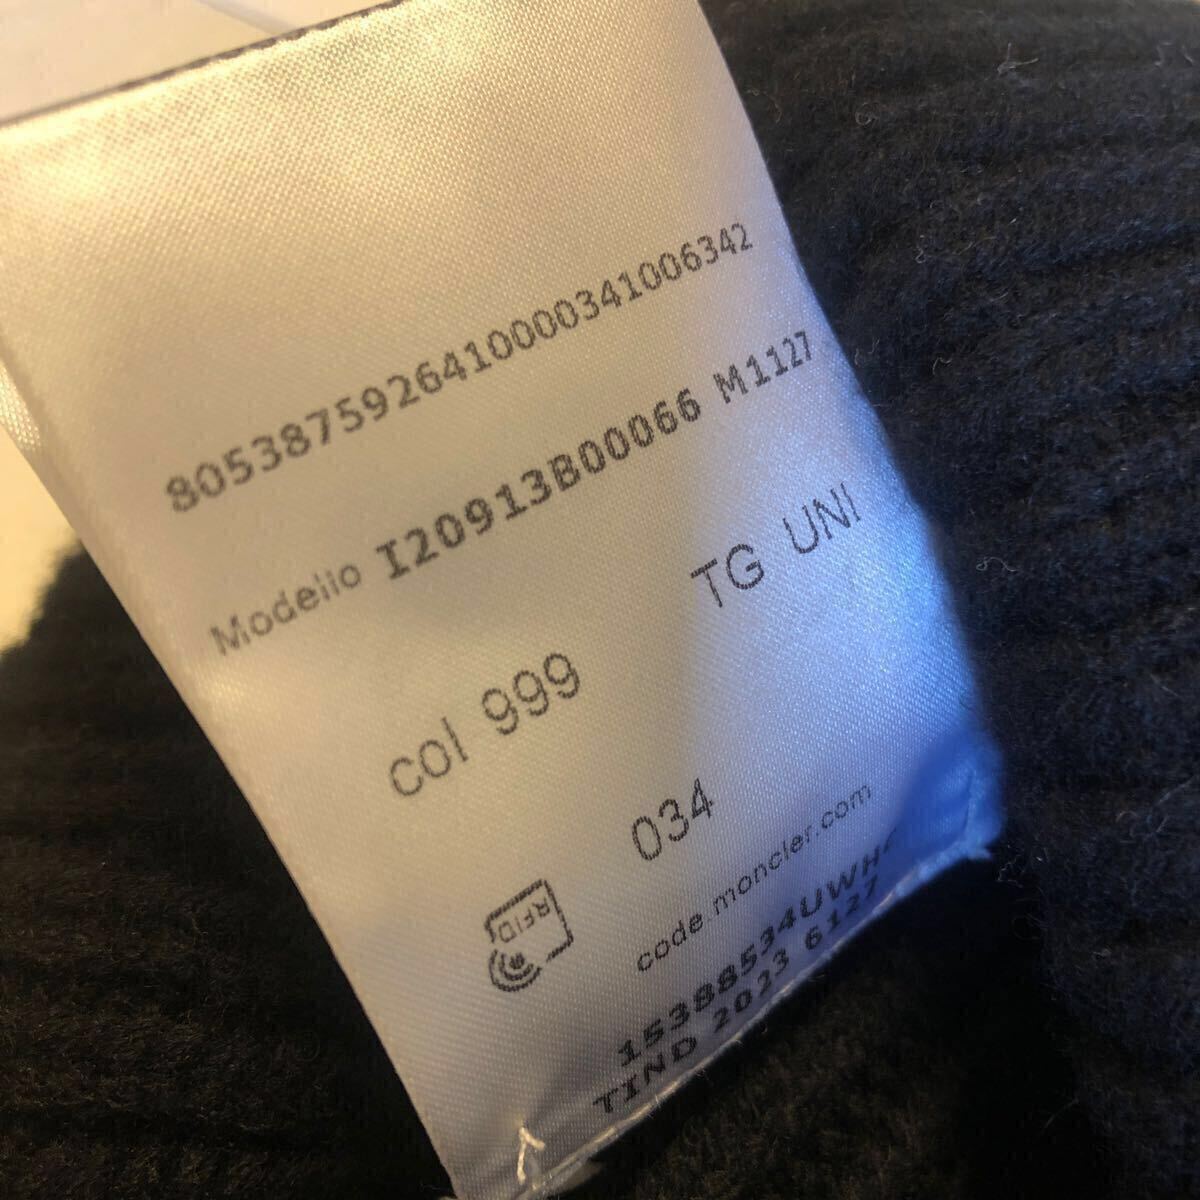 8053875926410000341006342
Modello I20913B00066 M1127
TG UNI
col 999
034
RFID
code.moncler.com
15388534UWH
TIND 2023 6127